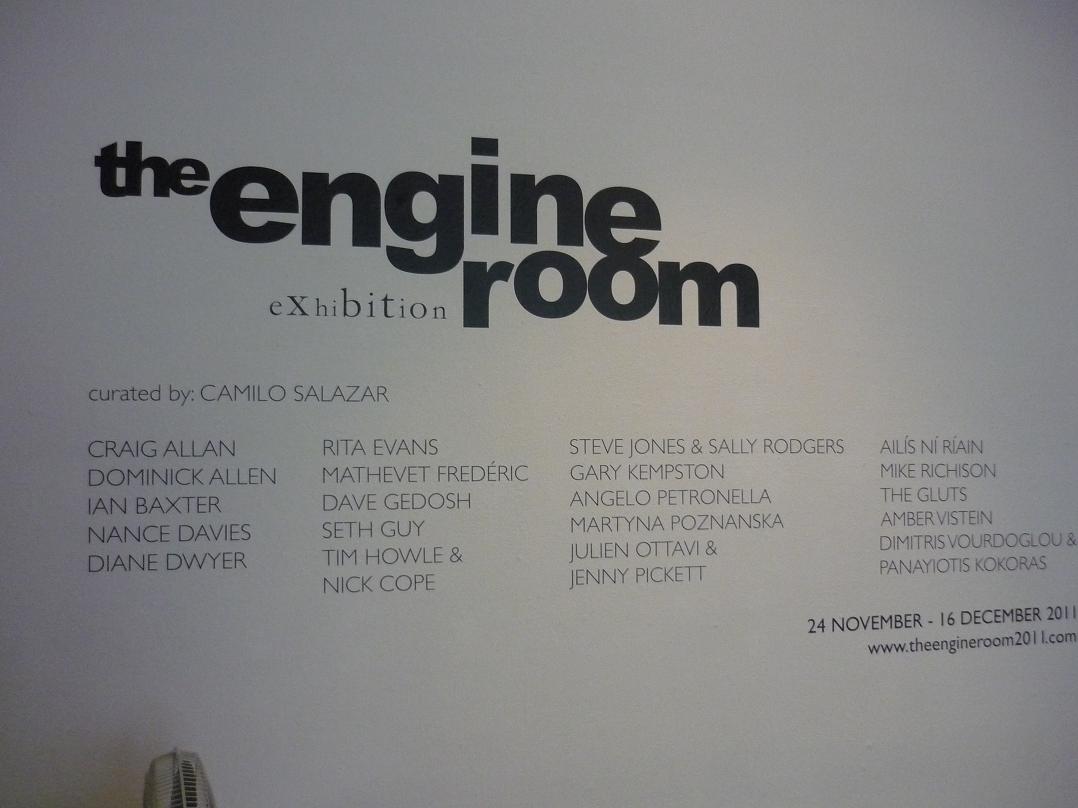 the engine
room
eXhiBition
curated by: CAMILO SALAZAR
CRAIG ALLAN
DOMINICK ALLEN
IAN BAXTER
NANCE DAVIES
DIANE DWYER
RITA EVANS
MATHEVET FREDÉRIC
DAVE GEDOSH
SETH GUY
TIM HOWLE &
NICK COPE
STEVE JONES & SALLY RODGERS
GARY KEMPSTON
ANGELO PETRONELLA
MARTYNA POZNANSKA
JULIEN OTTAVI &
JENNY PICKETT
AILÍS NÍ RÍAIN
MIKE RICHISON
THE GLUTS
AMBER VISTEIN
DIMITRIS VOURDOGLOU &
PANAYIOTIS KOKORAS
24 NOVEMBER - 16 DECEMBER 2011
www.theengineroom2011.com